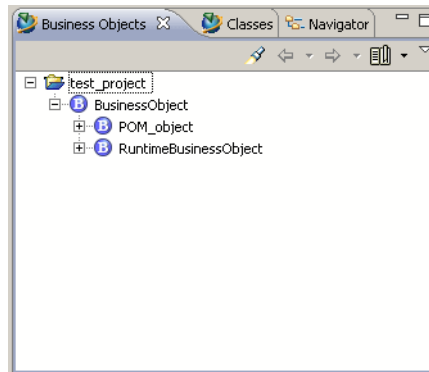 Business Objects Classes Navigator
test_project
BusinessObject
POM_object
RuntimeBusinessObject